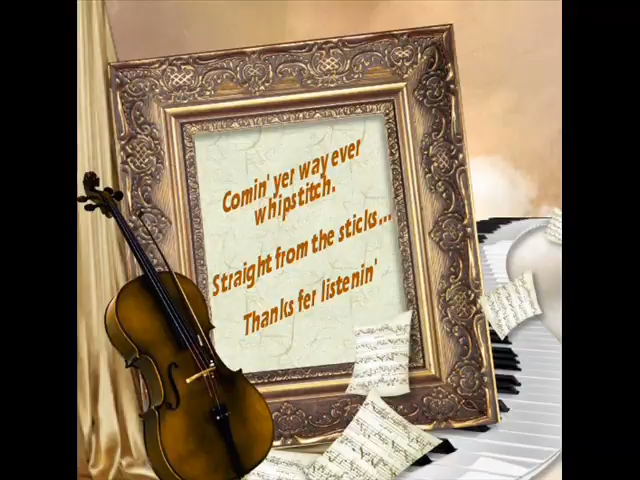 Comin' yer way ever
whipstitch.
Straight from the sticks...
Thanks fer listenin'